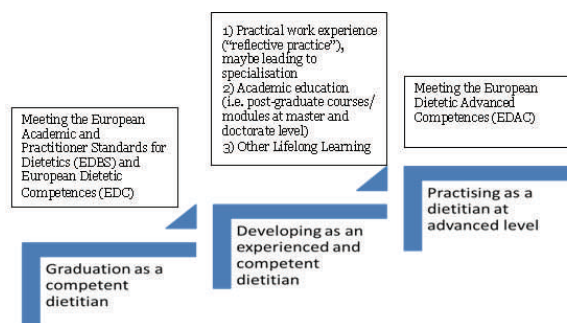 Meeting the European
Academic and
Practitioner Standards for
Dietetics (EDBS) and
European Dietetic
Competences (EDC)
Graduation as a
competent dietitian
1) Practical work experience
(“reflective practice”),
maybe leading to
specialisation
2) Academic education
(i.e. post-graduate courses/
modules at master and
doctorate level)
3) Other Lifelong Learning
Developing as an
experienced and
competent
dietitian
Meeting the European
Dietetic Advanced
Competences (EDAC)
Practising as a
dietitian at
advanced level